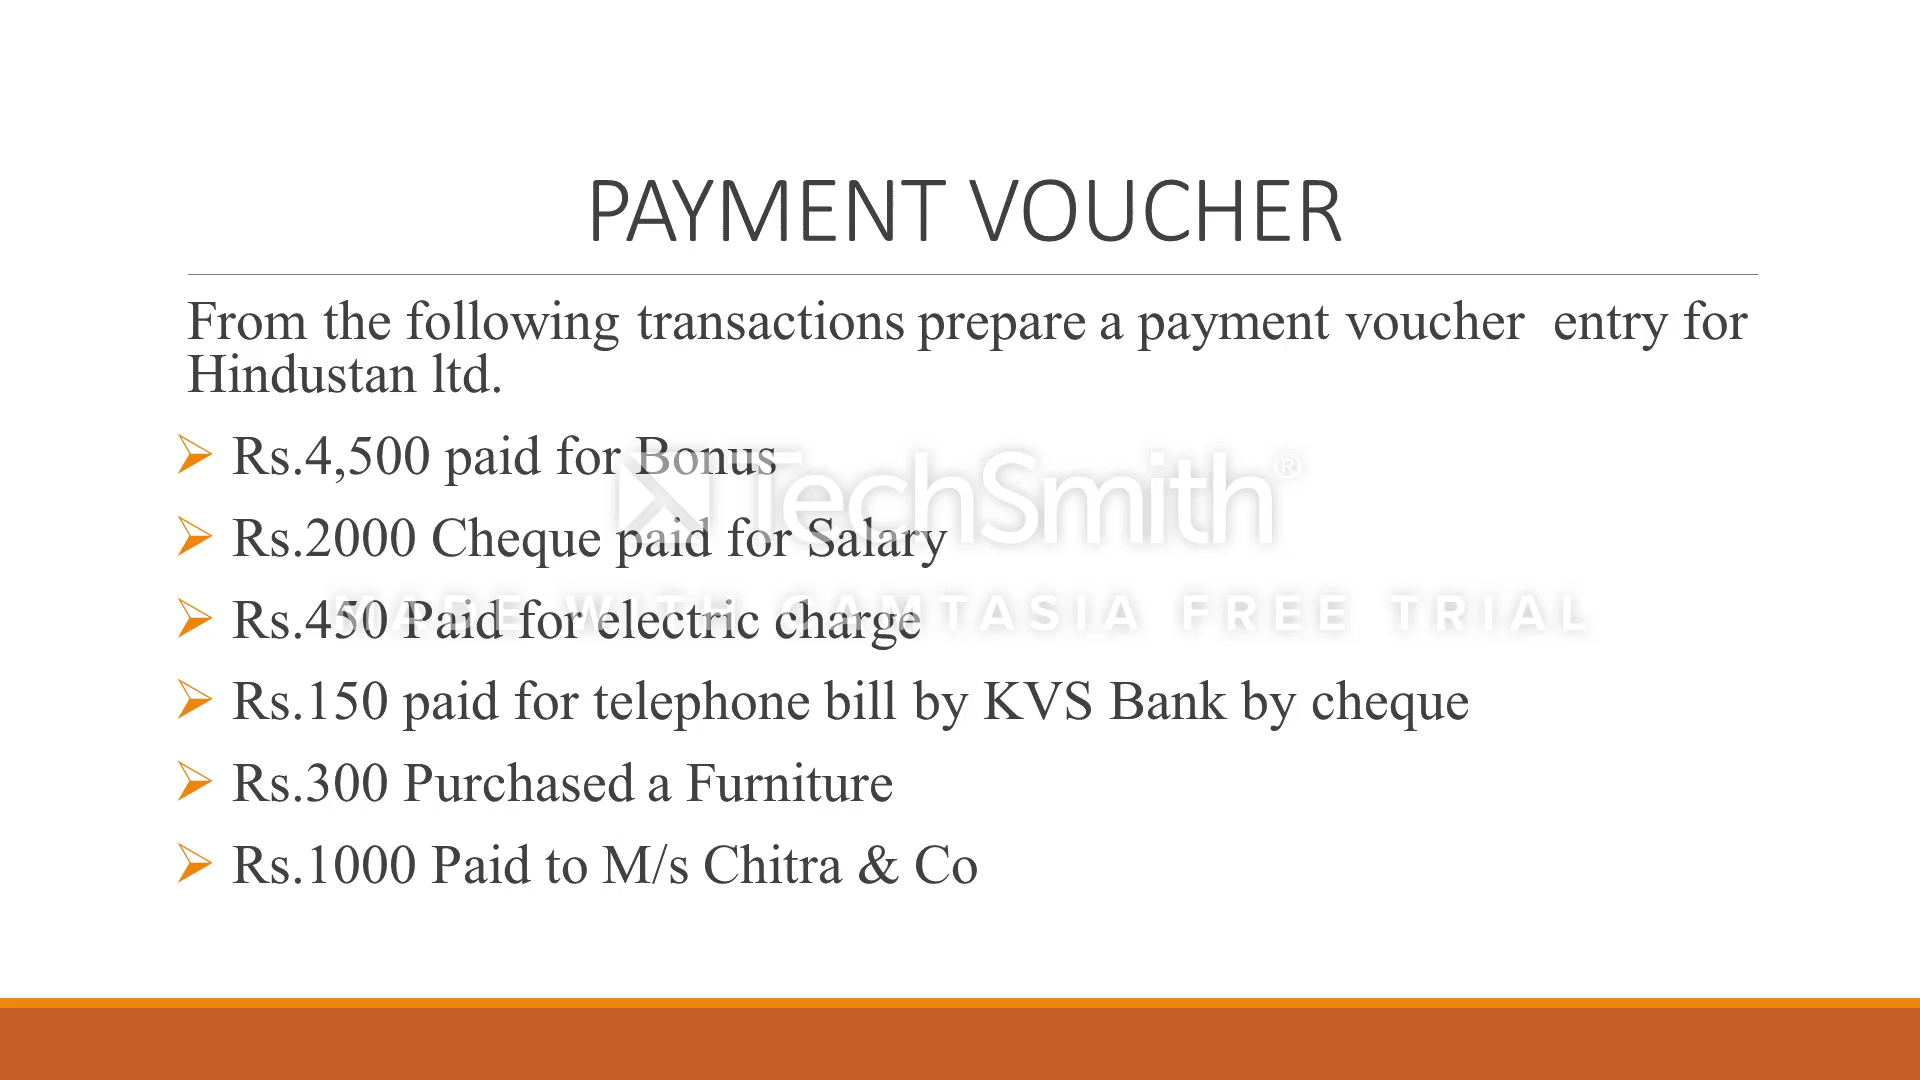 PAYMENT VOUCHER
From the following transactions prepare a payment voucher entry for
Hindustan ltd.
Rs.4,500 paid for Bonus
TechSmith®
Rs.2000 Cheque paid for Salary
MADE WITH CAMTASIA FREE TRIAL
Rs.450 Paid for electric charge
Rs.150 paid for telephone bill by KVS Bank by cheque
Rs.300 Purchased a Furniture
Rs.1000 Paid to M/s Chitra & Co